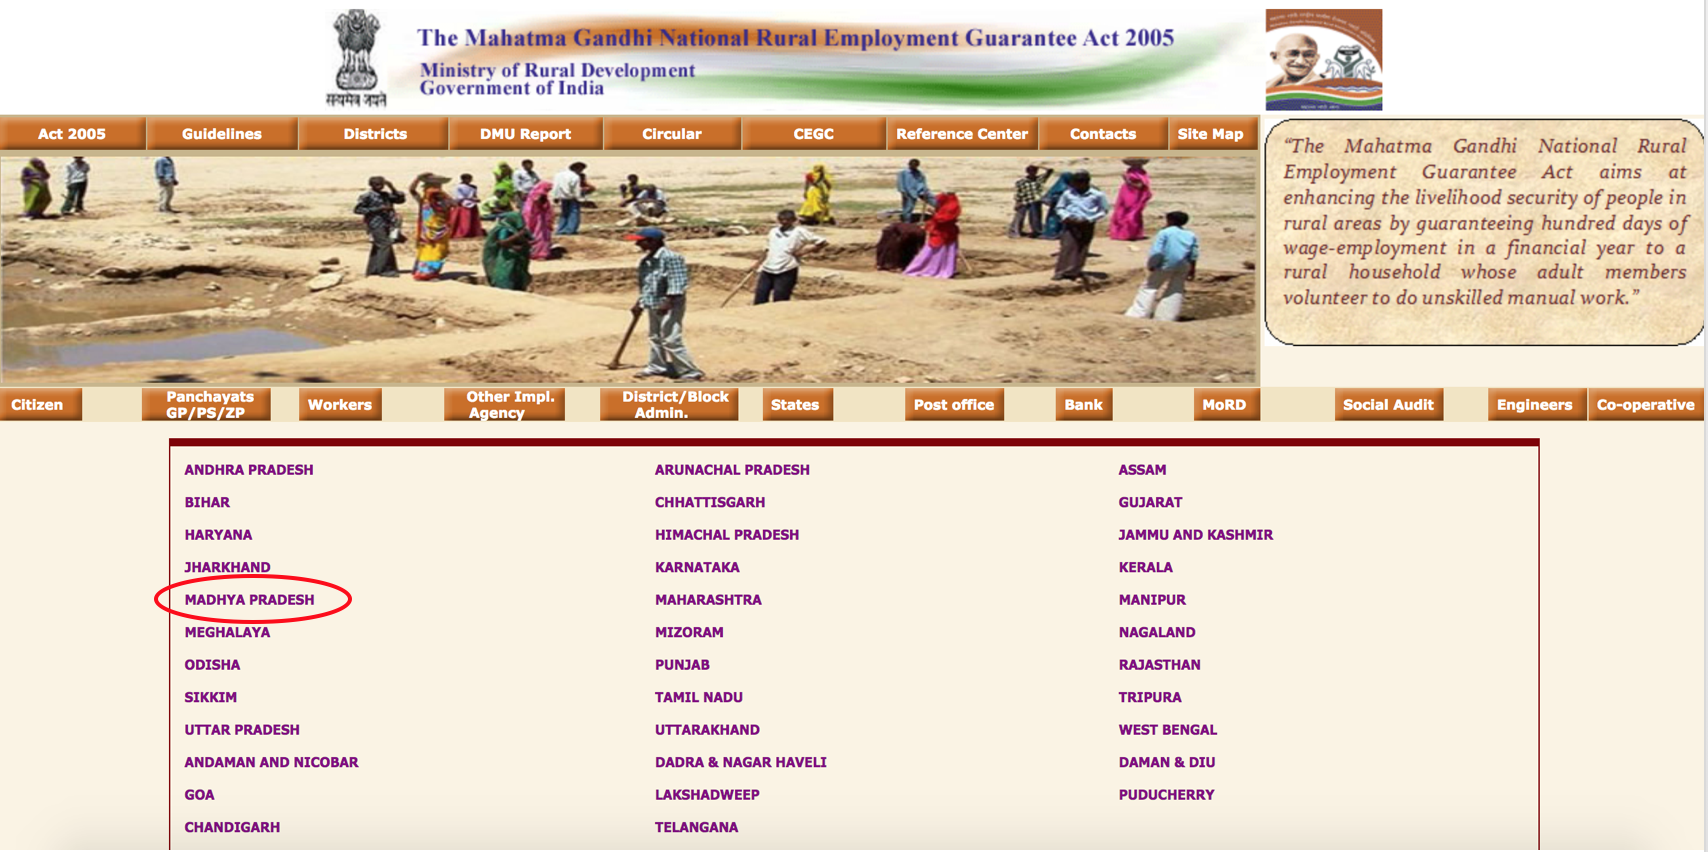 The Mahatma Gandhi National Rural Employment Guarantee Act 2005
Ministry of Rural Development
Government of India
सत्यमेव जयते
Act 2005
Guidelines
Districts
DMU Report
Circular
CEGC
Reference Center
Contacts
Site Map
“The Mahatma Gandhi National Rural
Employment Guarantee Act aims at
enhancing the livelihood security of people in
rural areas by guaranteeing hundred days of
wage-employment in a financial year to a
rural household whose adult members
volunteer to do unskilled manual work.”
Citizen
Panchayats
GP/PS/ZP
Workers
Other Impl.
Agency
District/Block
Admin.
States
Post office
Bank
MoRD
Social Audit
Engineers
Co-operative
ANDHRA PRADESH
ARUNACHAL PRADESH
ASSAM
BIHAR
CHHATTISGARH
GUJARAT
HARYANA
HIMACHAL PRADESH
JAMMU AND KASHMIR
JHARKHAND
KARNATAKA
KERALA
MADHYA PRADESH
MAHARASHTRA
MANIPUR
MEGHALAYA
MIZORAM
NAGALAND
ODISHA
PUNJAB
RAJASTHAN
SIKKIM
TAMIL NADU
TRIPURA
UTTAR PRADESH
UTTARAKHAND
WEST BENGAL
ANDAMAN AND NICOBAR
DADRA & NAGAR HAVELI
DAMAN & DIU
GOA
LAKSHADWEEP
PUDUCHERRY
CHANDIGARH
TELANGANA